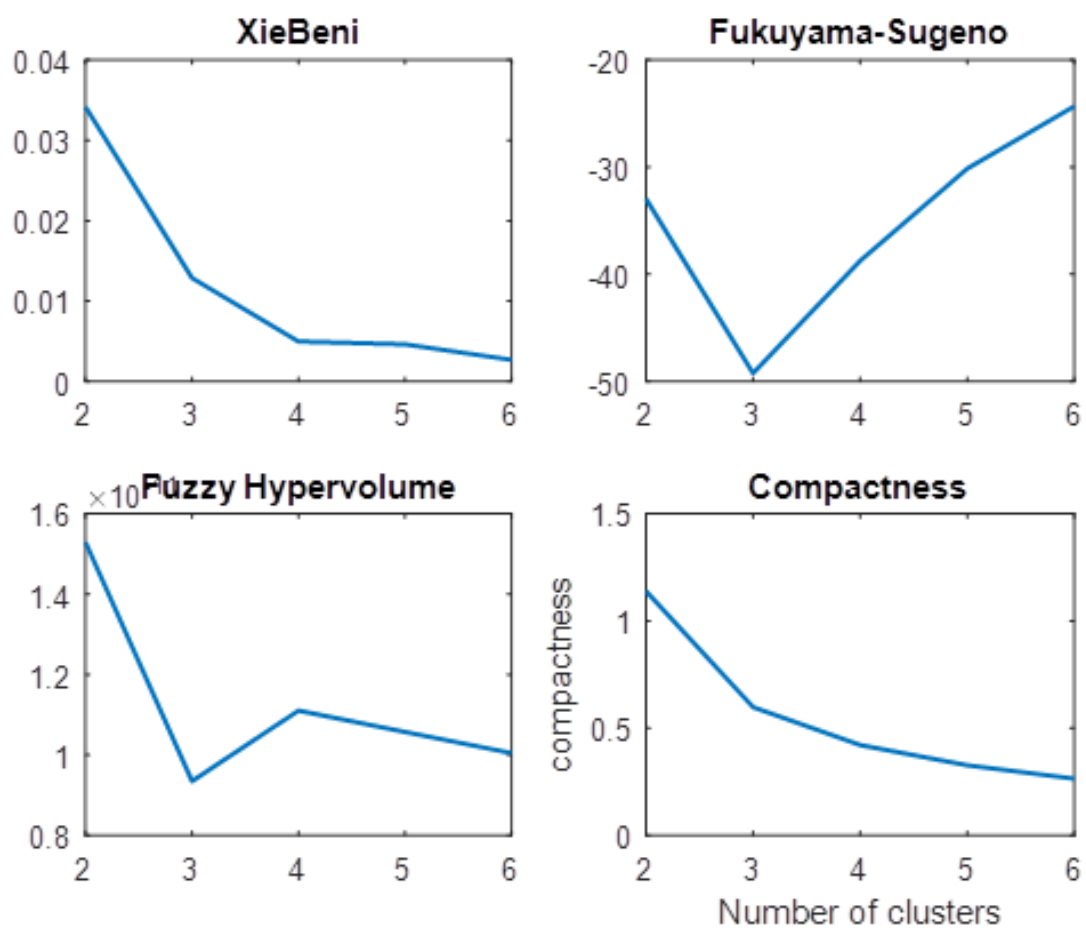 XieBeni
0.04
0.03
0.02
0.01
0
2 3 4 5 6
Fukuyama-Sugeno
-20
-30
-40
-50
2 3 4 5 6
Fuzzy Hypervolume
×10
1.6
1.4
1.2
1
0.8
2 3 4 5 6
Compactness
compactness
1.5
1
0.5
0
2 3 4 5 6
Number of clusters